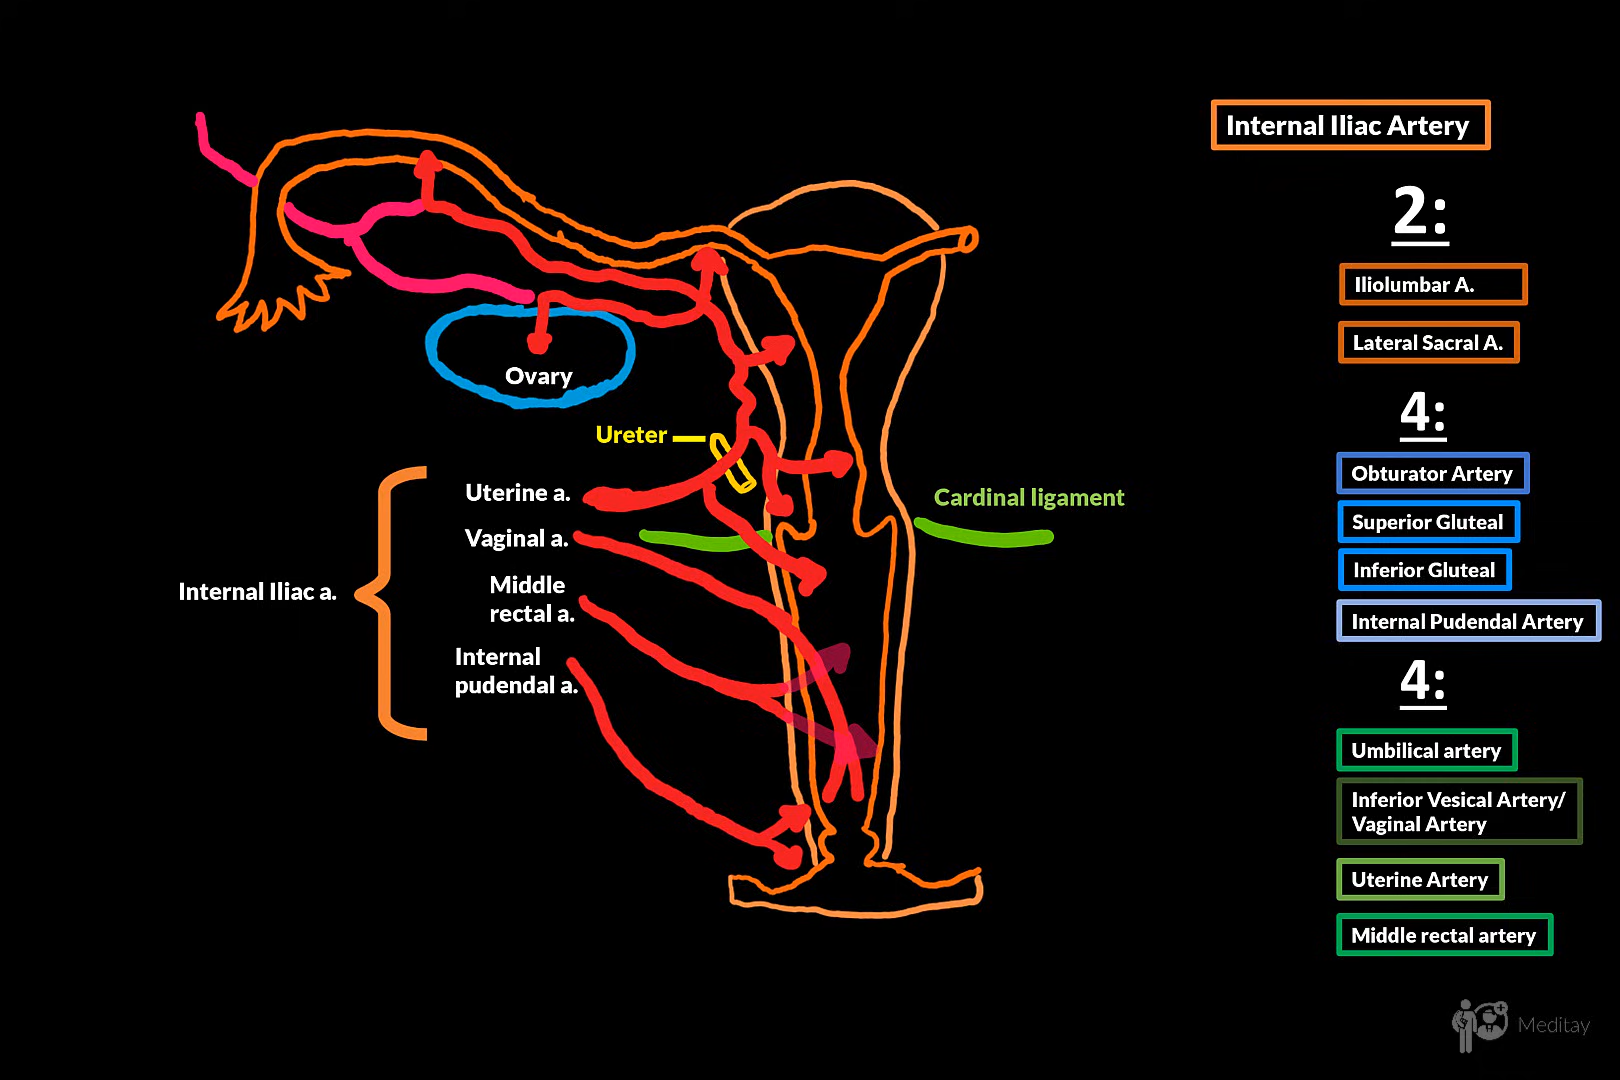 Ovary
Ureter
Uterine a.
Vaginal a.
Middle
rectal a.
Internal
pudendal a.
Internal Iliac a.
Cardinal ligament
Internal Iliac Artery
2:
Iliolumbar A.
Lateral Sacral A.
4:
Obturator Artery
Superior Gluteal
Inferior Gluteal
Internal Pudendal Artery
4:
Umbilical artery
Inferior Vesical Artery/
Vaginal Artery
Uterine Artery
Middle rectal artery
Meditay